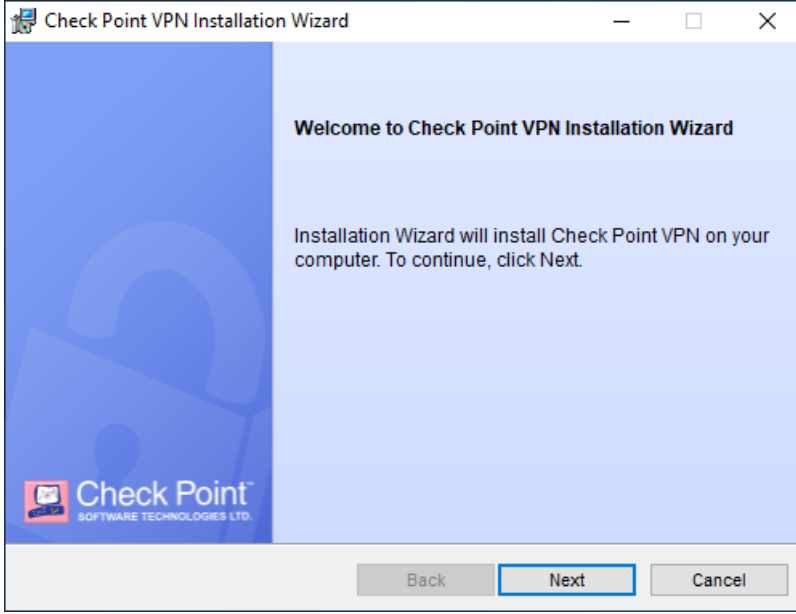 Check Point VPN Installation Wizard
Welcome to Check Point VPN Installation Wizard
Installation Wizard will install Check Point VPN on your
computer. To continue, click Next.
Check Point™
SOFTWARE TECHNOLOGIES LTD.
Back Next Cancel